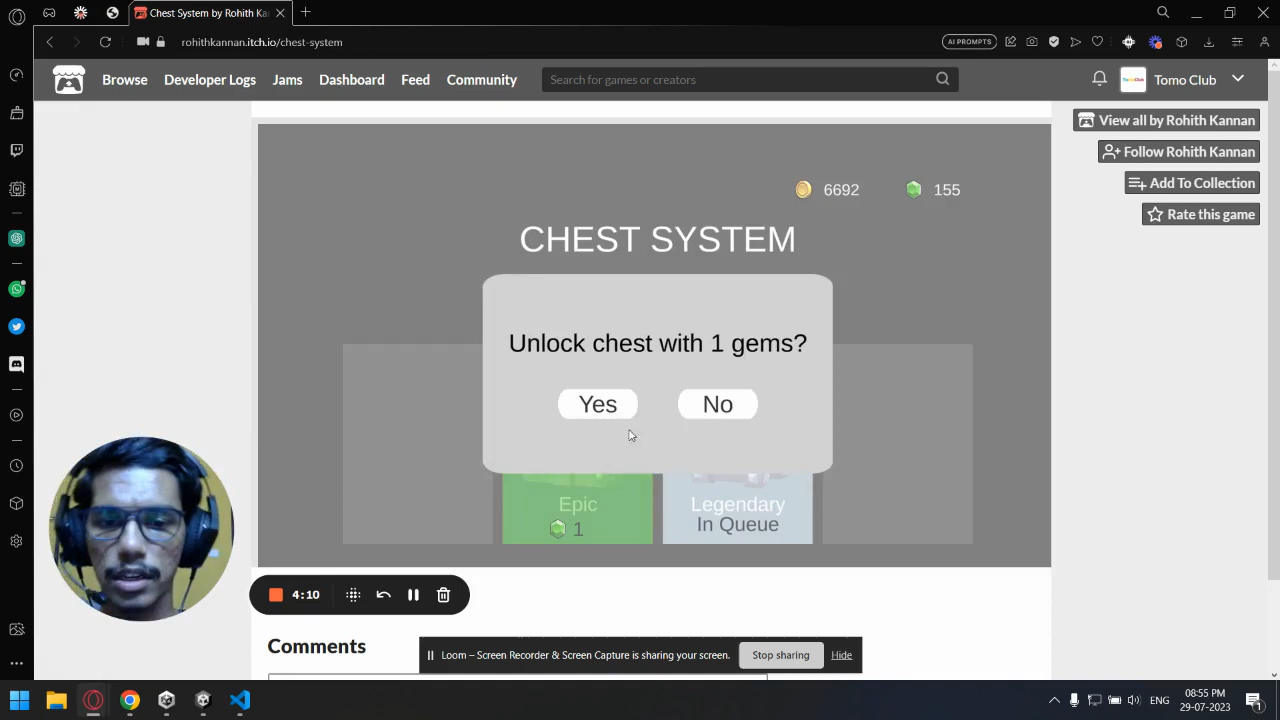 Chest System by Rohith Kan
rohithkannan.itch.io/chest-system
AI PROMPTS
Browse Developer Logs Jams Dashboard Feed Community
Search for games or creators
TomoClub
Tomo Club
View all by Rohith Kannan
Follow Rohith Kannan
Add To Collection
Rate this game
6692 155
CHEST SYSTEM
Unlock chest with 1 gems?
Yes No
Epic
1
Legendary
In Queue
4:10
Comments
Loom – Screen Recorder & Screen Capture is sharing your screen.
Stop sharing
Hide
ENG
08:55 PM
29-07-2023
1